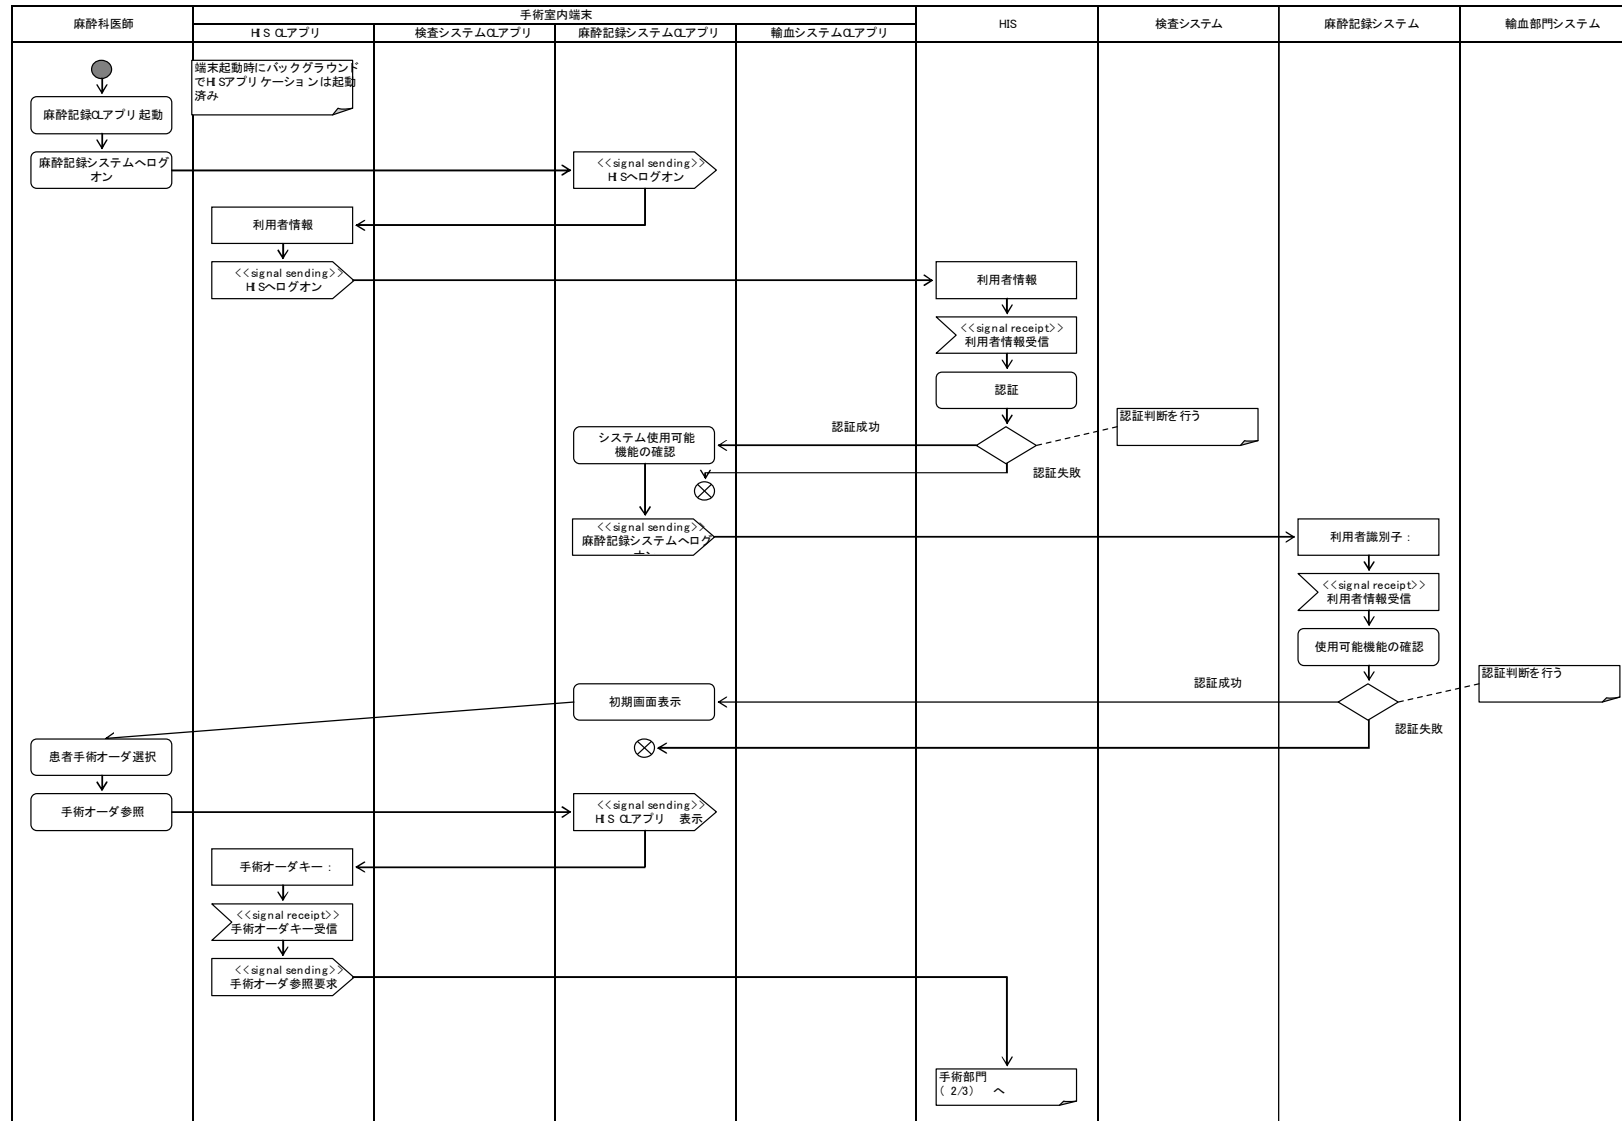 手術室内端末
麻酔科医師
HIS CLアプリ
検査システムCLアプリ
麻酔記録システムCLアプリ
輸血システムCLアプリ
HIS
検査システム
麻酔記録システム
輸血部門システム
端末起動時にバックグラウンド
でHISアプリケーションは起動
済み
麻酔記録CLアプリ起動
麻酔記録システムへログ
オン
<<signal sending>>
HISへログオン
利用者情報
<<signal sending>>
HISへログオン
利用者情報
<<signal receipt>>
利用者情報受信
認証
認証判断を行う
認証成功
システム使用可能
機能の確認
認証失敗
<<signal sending>>
麻酔記録システムへログ
オン
利用者識別子：
<<signal receipt>>
利用者情報受信
使用可能機能の確認
認証判断を行う
認証成功
初期画面表示
認証失敗
患者手術オーダ選択
手術オーダ参照
<<signal sending>>
HIS CLアプリ　表示
手術オーダキー：
<<signal receipt>>
手術オーダキー受信
<<signal sending>>
手術オーダ参照要求
手術部門
(2/3)　へ